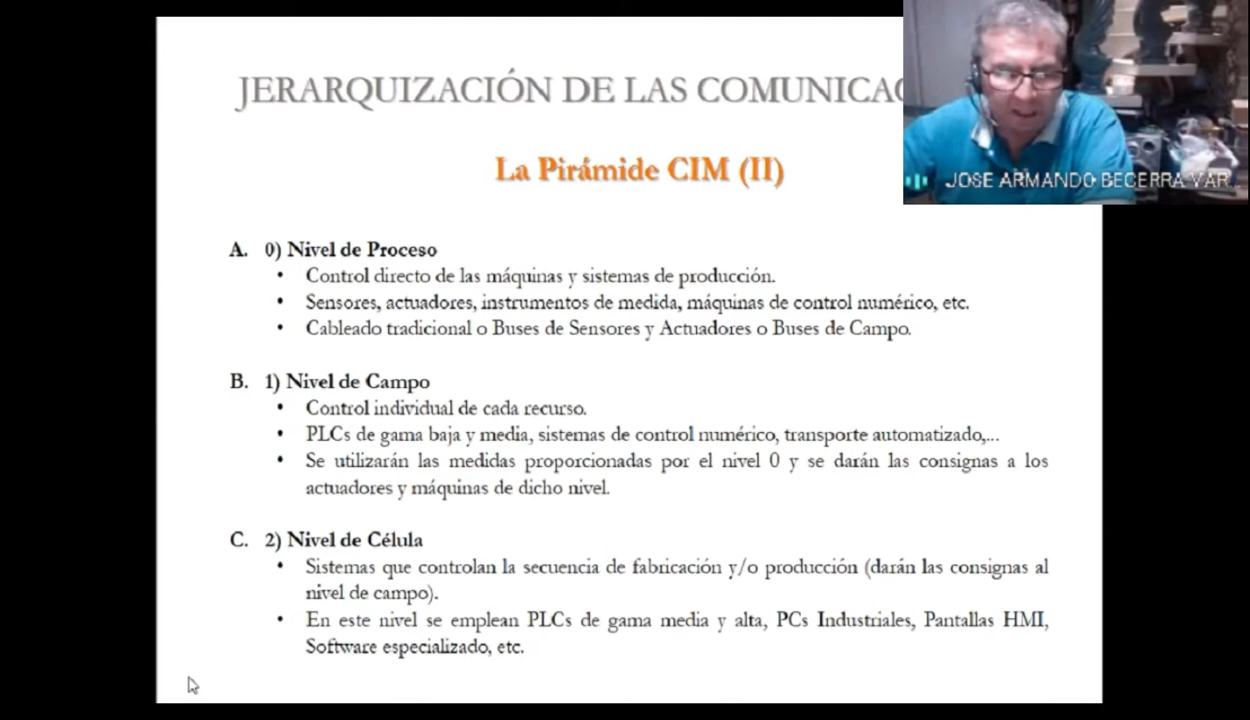 JERARQUIZACIÓN DE LAS
La Pirámide CIM (II)
JOSE ARMANDO BECERRA VAR
A. 0) Nivel de Proceso
• Control directo de las máquinas y sistemas de producción.
• Sensores, actuadores, instrumentos de medida, máquinas de control numérico, etc.
• Cableado tradicional o Buses de Sensores y Actuadores o Buses de Campo.
B. 1) Nivel de Campo
• Control individual de cada recurso.
• PLCs de gama baja y media, sistemas de control numérico, transporte automatizado,...
• Se utilizarán las medidas proporcionadas por el nivel 0 y se darán las consignas a los
actuadores y máquinas de dicho nivel.
C. 2) Nivel de Célula
• Sistemas que controlan la secuencia de fabricación y/o producción (darán las consignas al
nivel de campo).
• En este nivel se emplean PLCs de gama media y alta, PCs Industriales, Pantallas HMI,
Software especializado, etc.